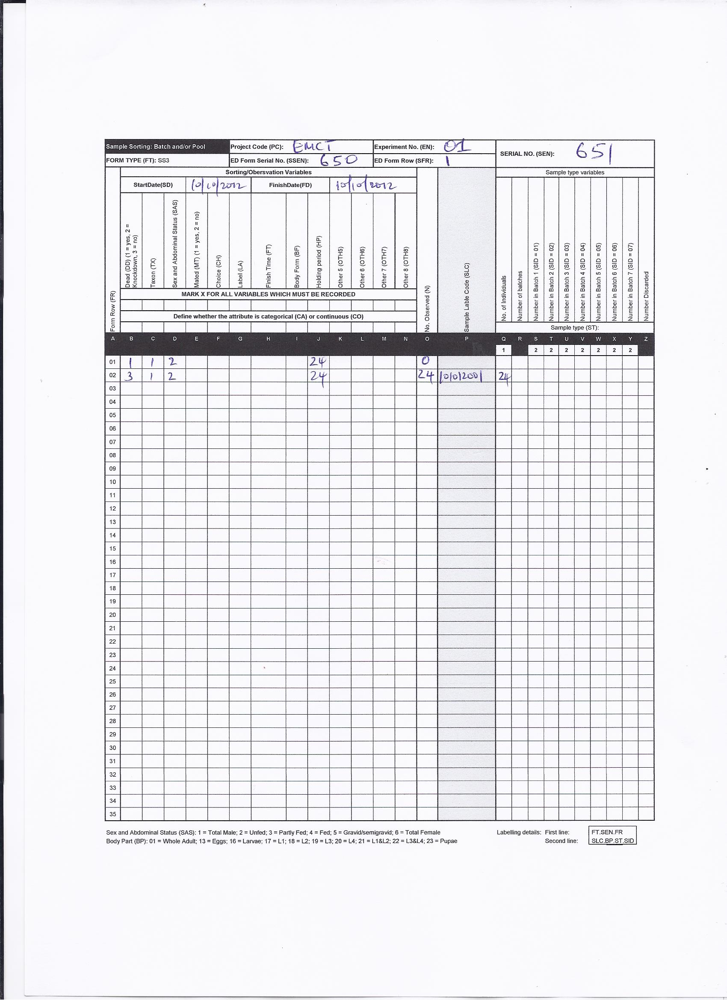 Sample Sorting: Batch and/or Pool
Project Code (PC): EMCT
Experiment No. (EN): 01
SERIAL NO. (SEN): 651
FORM TYPE (FT): SS3
ED Form Serial No. (SSEN): 650
ED Form Row (SFR): 1
Sorting/Obersvation Variables
Sample type variables
StartDate(SD) 10/10/2012 FinishDate(FD) 10/10/2012
Form Row (FR)
Dead (DD) (1 = yes, 2 =
Knockdown, 3 = no)
Taxon (TX)
Sex and Abdominal Status (SAS)
Mated (MT) (1 = yes, 2 = no)
Choice (CH)
Label (LA)
Finish Time (FT)
Body Form (BF)
Holding period (HP)
Other 5 (OTH5)
Other 6 (OTH6)
Other 7 (OTH7)
Other 8 (OTH8)
No. Observed (N)
Sample Lable Code (SLC)
No. of Individuals
Number of batches
Number in Batch 1 (SID = 01)
Number in Batch 2 (SID = 02)
Number in Batch 3 (SID = 03)
Number in Batch 4 (SID = 04)
Number in Batch 5 (SID = 05)
Number in Batch 6 (SID = 06)
Number in Batch 7 (SID = 07)
Number Discarded
MARK X FOR ALL VARIABLES WHICH MUST BE RECORDED
Define whether the attribute is categorical (CA) or continuous (CO)
Sample type (ST):
A B C D E F G H I J K L M N O P Q R S T U V W X Y Z
1 2 2 2 2 2 2 2
01 1 1 2 24 0
02 3 1 2 24 24 101012001 24
03
04
05
06
07
08
09
10
11
12
13
14
15
16
17
18
19
20
21
22
23
24
25
26
27
28
29
30
31
32
33
34
35
Sex and Abdominal Status (SAS): 1 = Total Male; 2 = Unfed; 3 = Partly Fed; 4 = Fed; 5 = Gravid/semigravid; 6 = Total Female
Body Part (BP): 01 = Whole Adult; 13 = Eggs; 16 = Larvae; 17 = L1; 18 = L2; 19 = L3; 20 = L4; 21 = L1&L2; 22 = L3&L4; 23 = Pupae
Labelling details: First line: FT.SEN.FR
Second line: SLC.BP.ST.SID